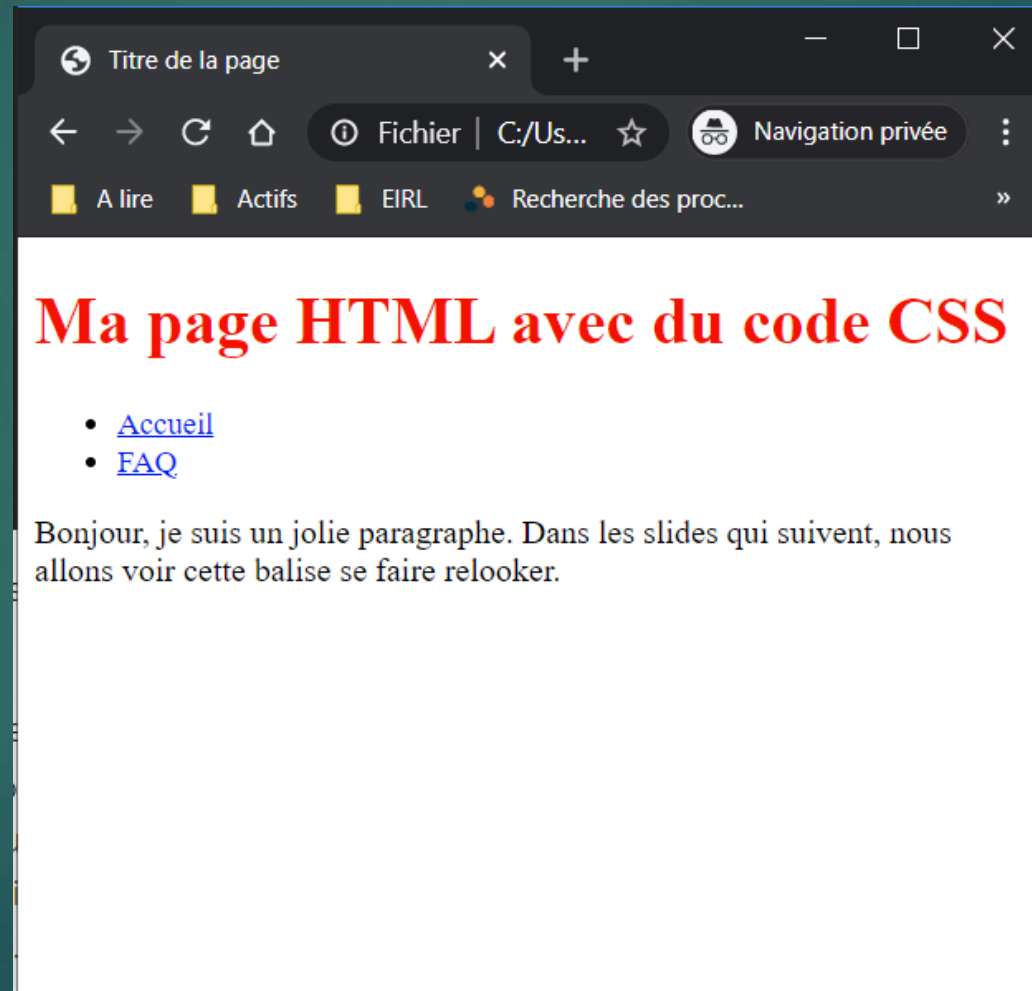 Titre de la page
Fichier | C:/Us... Navigation privée
A lire Actifs EIRL Recherche des proc... »
Ma page HTML avec du code CSS
• Accueil
• FAQ
Bonjour, je suis un jolie paragraphe. Dans les slides qui suivent, nous
allons voir cette balise se faire relooker.